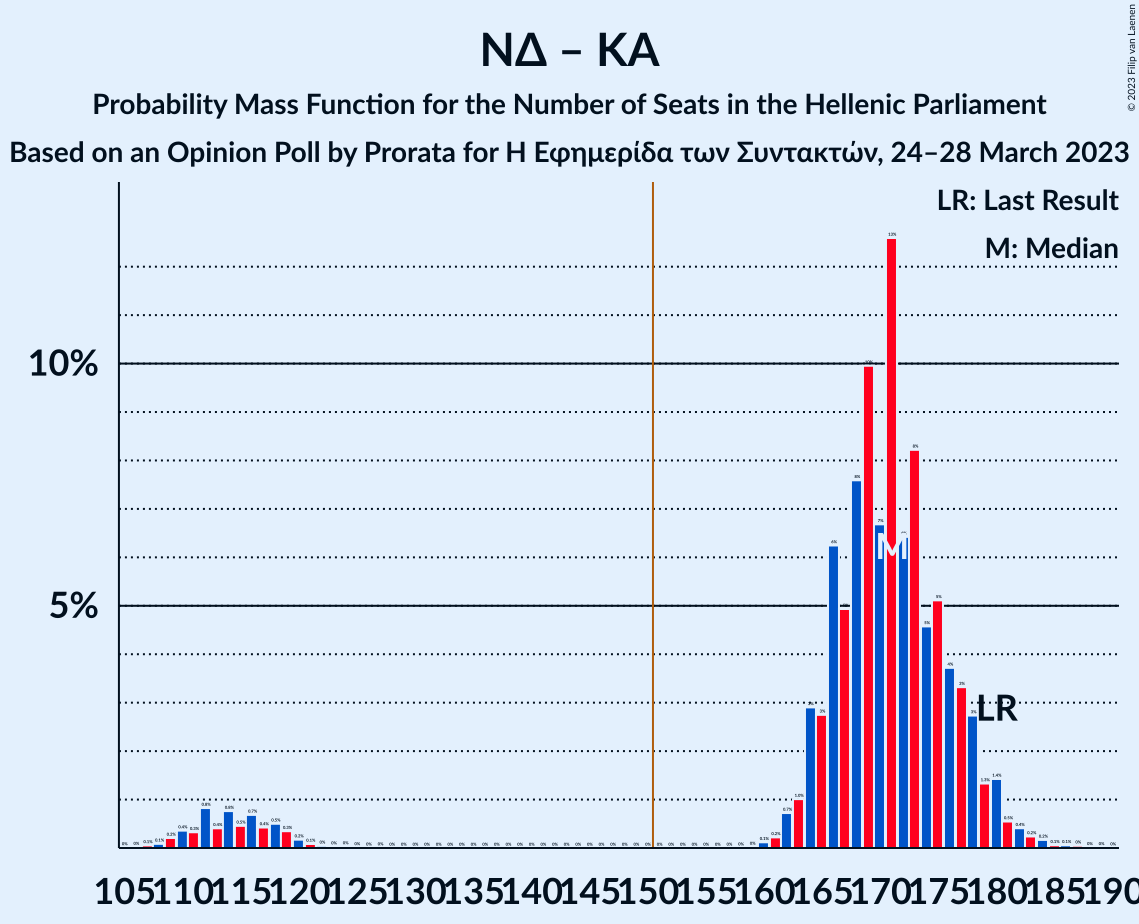 ΝΔ – ΚΑ
Probability Mass Function for the Number of Seats in the Hellenic Parliament
Based on an Opinion Poll by Prorata for Η Εφημερίδα των Συντακτών, 24–28 March 2023
© 2023 Filip van Laenen
LR: Last Result
M: Median
10%
5%
M
LR
105 110 115 120 125 130 135 140 145 150 155 160 165 170 175 180 185 190